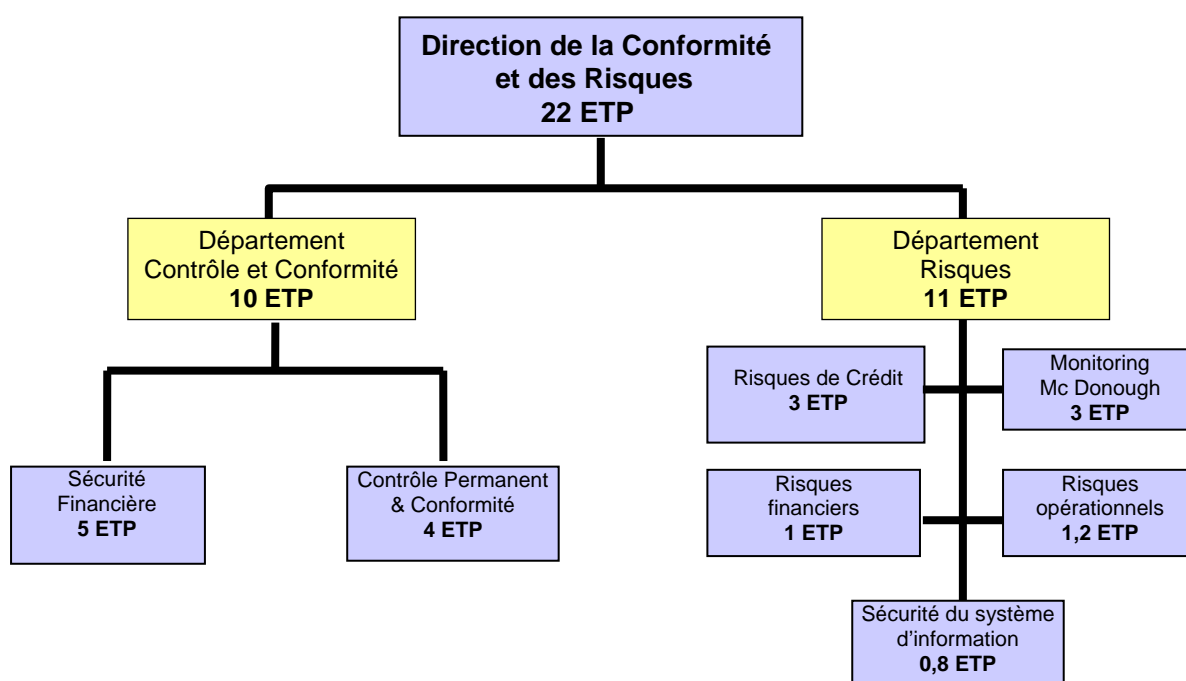 Direction de la Conformité
et des Risques
22 ETP
Département
Contrôle et Conformité
10 ETP
Département
Risques
11 ETP
Risques de Crédit
3 ETP
Monitoring
Mc Donough
3 ETP
Sécurité
Financière
5 ETP
Contrôle Permanent
& Conformité
4 ETP
Risques
financiers
1 ETP
Risques
opérationnels
1,2 ETP
Sécurité du système
d’information
0,8 ETP